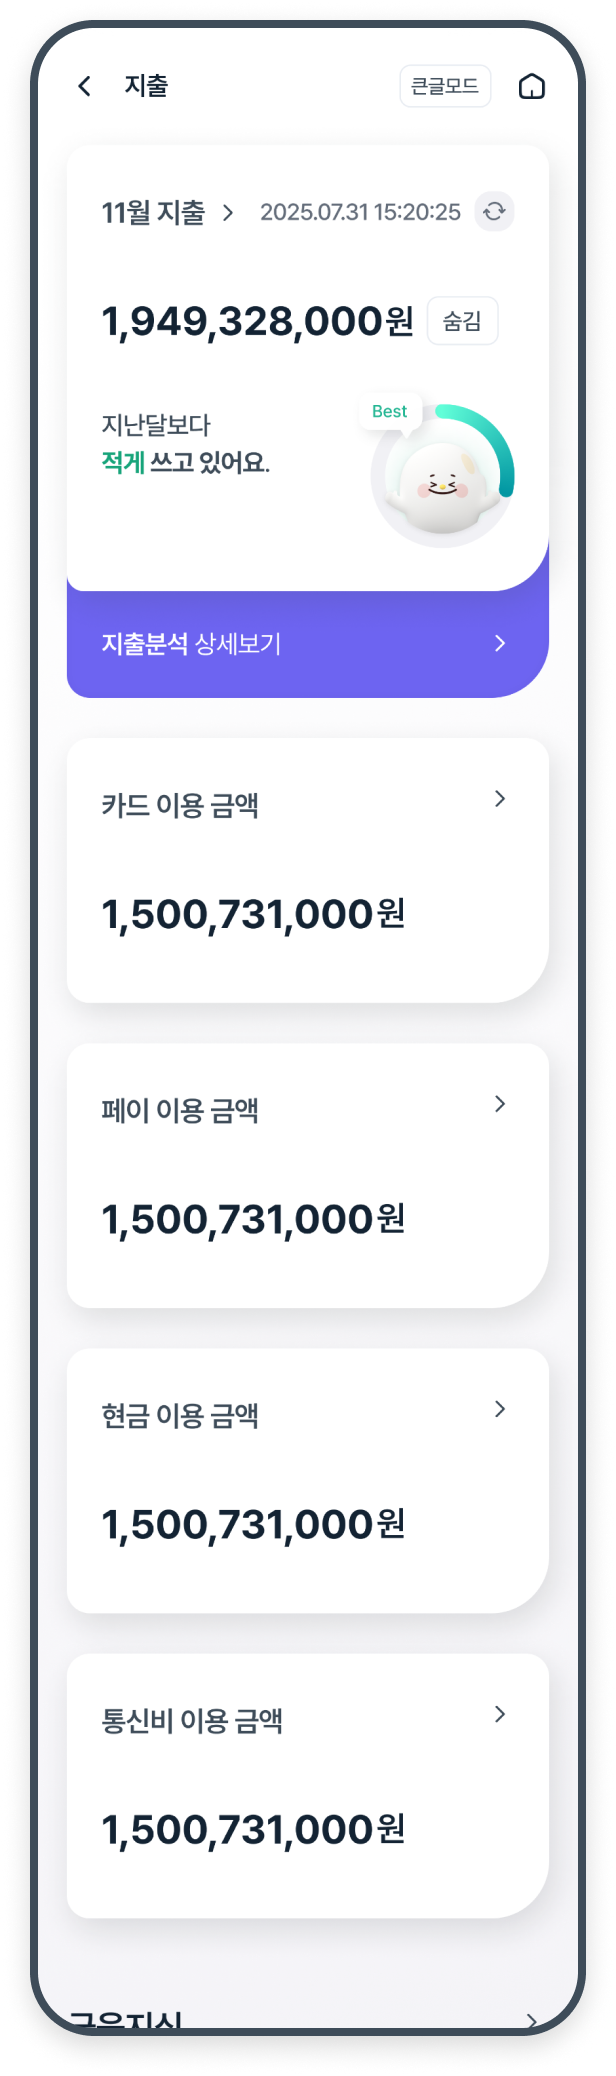 지출
큰글모드
11월 지출
2025.07.31 15:20:25
1,949,328,000원
숨김
지난달보다
적게 쓰고 있어요.
Best
지출분석 상세보기
카드 이용 금액
1,500,731,000원
페이 이용 금액
1,500,731,000원
현금 이용 금액
1,500,731,000원
통신비 이용 금액
1,500,731,000원